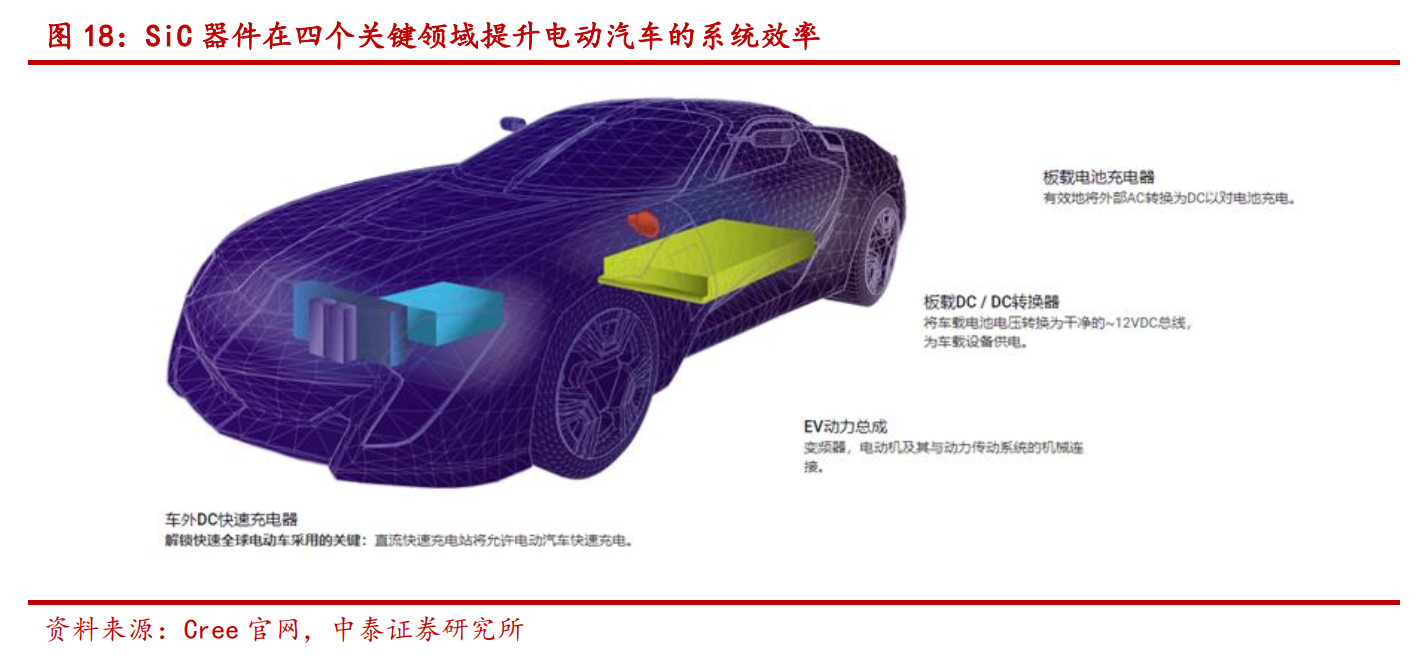 图 18：SiC 器件在四个关键领域提升电动汽车的系统效率
板载电池充电器
有效地将外部AC转换为DC以对电池充电。
板载DC / DC转换器
将车载电池电压转换为干净的~12VDC总线，
为车载设备供电。
EV动力总成
变频器，电动机及其与动力传动系统的机械连
接。
车外DC快速充电器
解锁快速全球电动车采用的关键：直流快速充电站将允许电动汽车快速充电。
资料来源：Cree 官网，中泰证券研究所